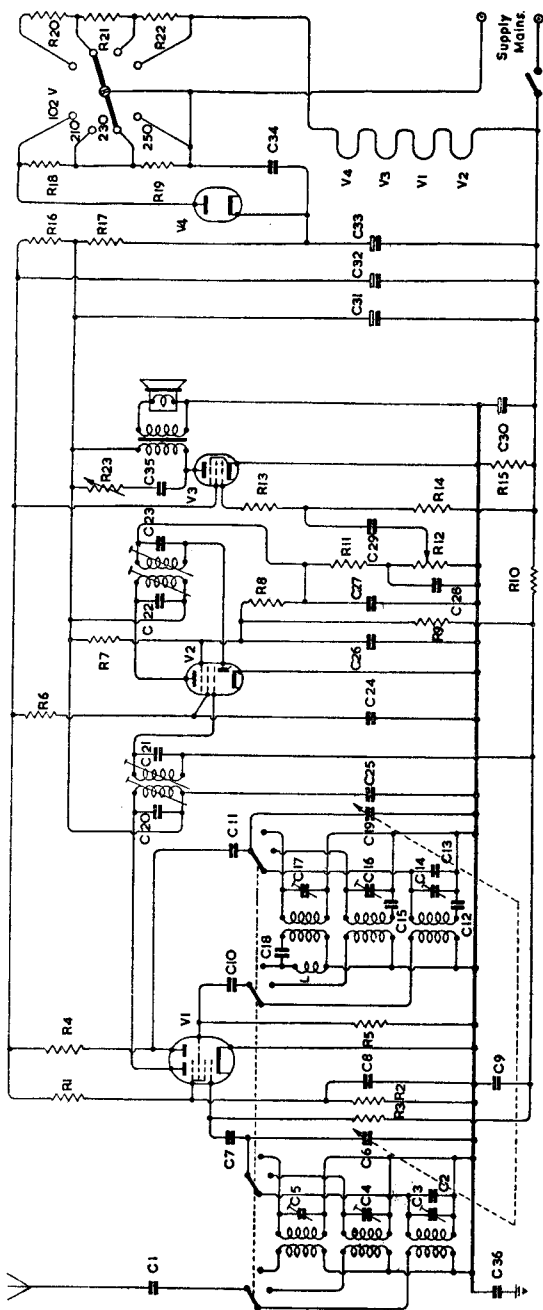 R1
R4
R6
R7
R23
R16
R17
R18
R19
R20
R21
R22
102 V
210
230
250
C20
C21
C22
C23
C35
V1
V2
V3
V4
C34
Supply
Mains.
C1
C7
C10
C11
R8
R13
C18
L
C17
C16
C15
C14
C13
C12
C5
C4
C3
C2
C6
R3
R2
C8
R5
C19
C25
C24
C26
R9
C27
R11
C28
R12
C29
R14
C31
C32
C33
V4
V3
V1
V2
C36
C9
R10
R15
C30